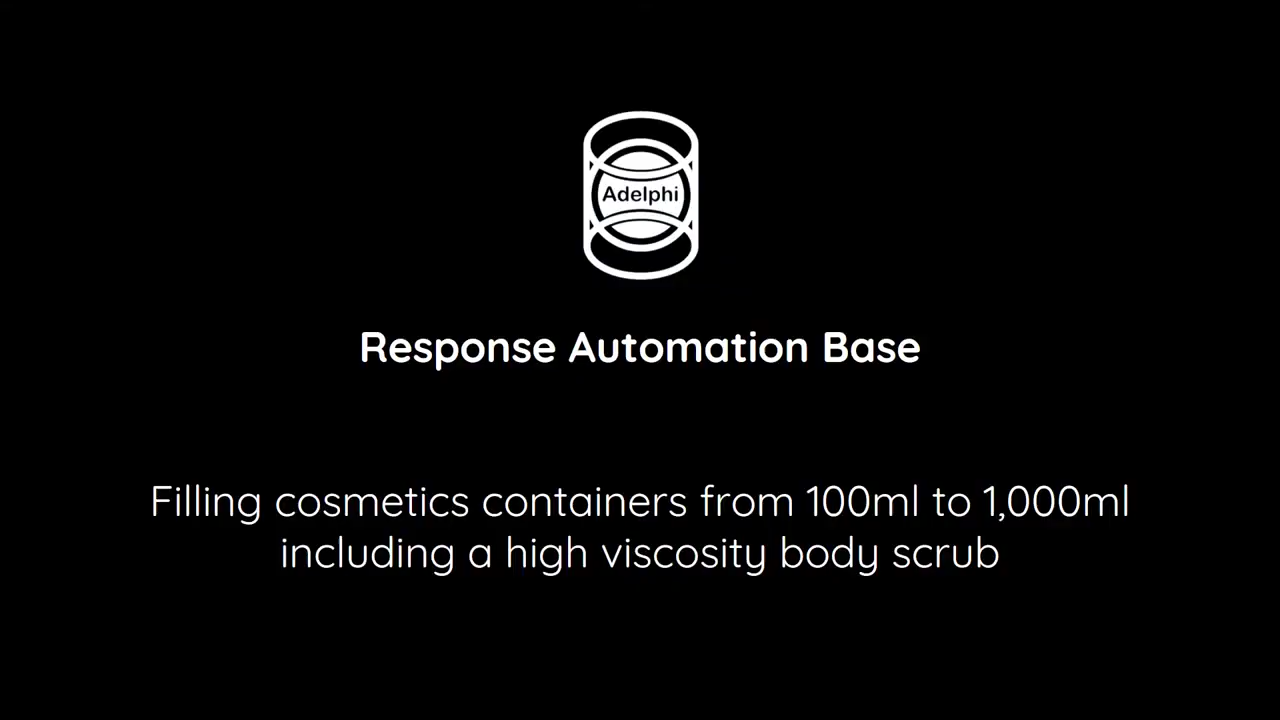 Adelphi
Response Automation Base
Filling cosmetics containers from 100ml to 1,000ml
including a high viscosity body scrub